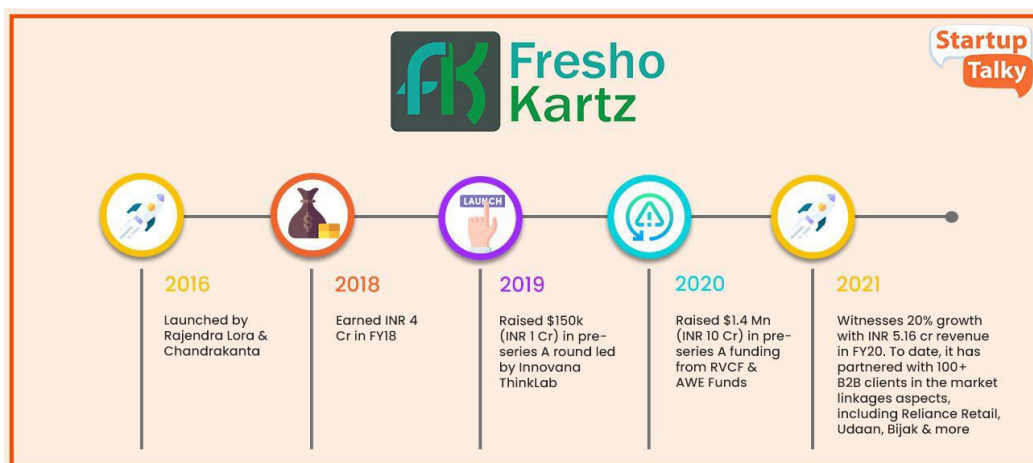 Fresho
Kartz
Startup
Talky
LAUNCH
2016
Launched by
Rajendra Lora &
Chandrakanta
2018
Earned INR 4
Cr in FY18
2019
Raised $150k
(INR 1 Cr) in pre-
series A round led
by Innovana
ThinkLab
2020
Raised $1.4 Mn
(INR 10 Cr) in pre-
series A funding
from RVCF &
AWE Funds
2021
Witnesses 20% growth
with INR 5.16 cr revenue
in FY20. To date, it has
partnered with 100+
B2B clients in the market
linkages aspects,
including Reliance Retail,
Udaan, Bijak & more